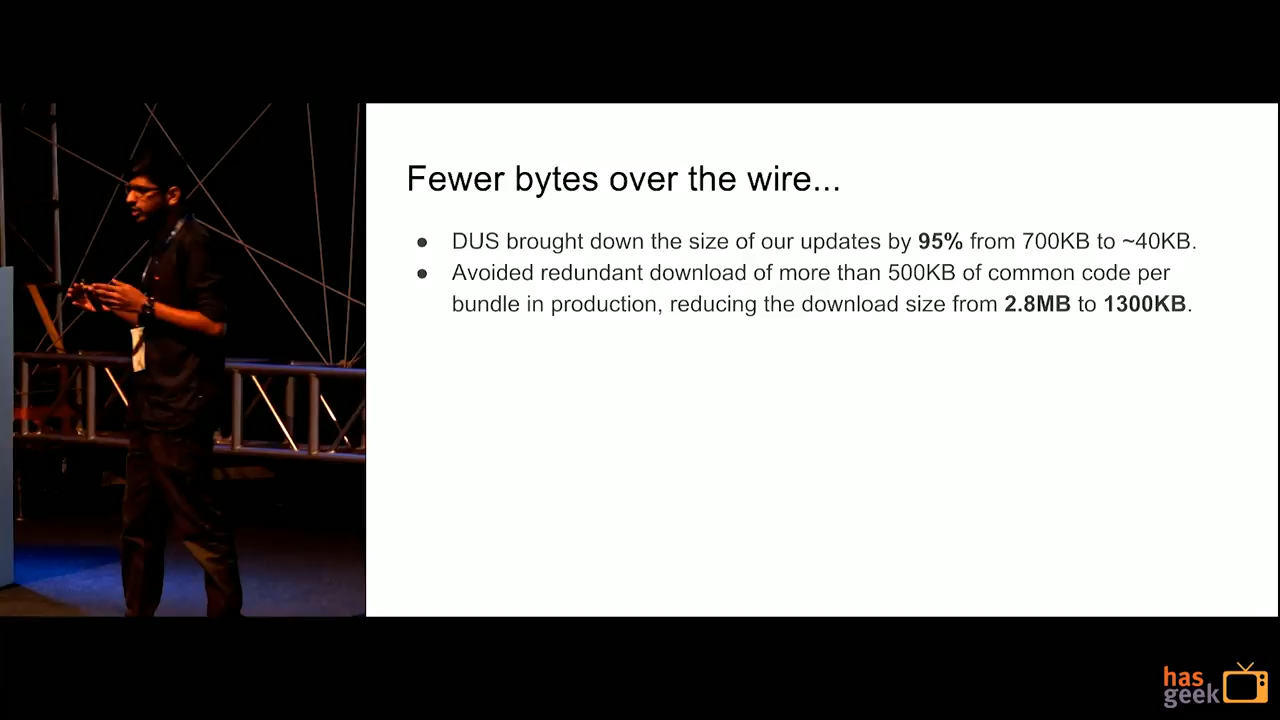 Fewer bytes over the wire...
● DUS brought down the size of our updates by 95% from 700KB to ~40KB.
● Avoided redundant download of more than 500KB of common code per
bundle in production, reducing the download size from 2.8MB to 1300KB.
has
geek